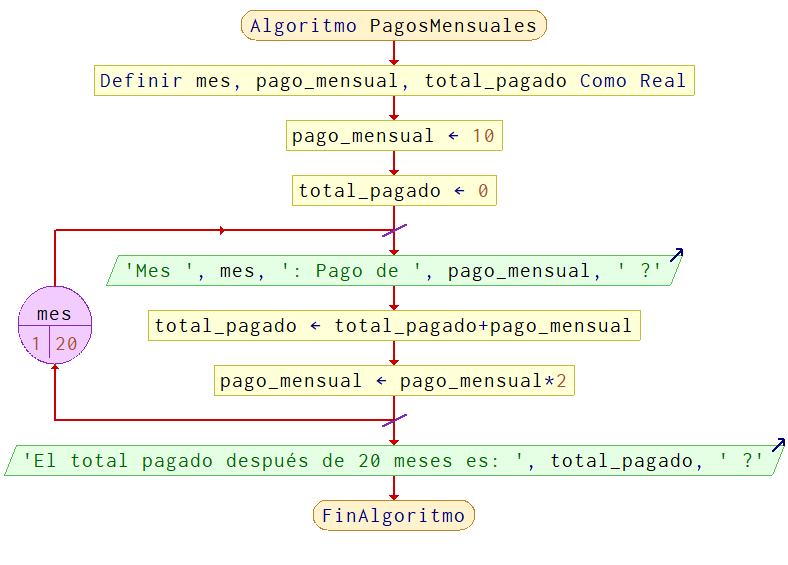 Algoritmo PagosMensuales
Definir mes, pago_mensual, total_pagado Como Real
pago_mensual ← 10
total_pagado ← 0
'Mes ', mes, ': Pago de ', pago_mensual, ' ?'
mes
1 20
total_pagado ← total_pagado+pago_mensual
pago_mensual ← pago_mensual*2
'El total pagado después de 20 meses es: ', total_pagado, ' ?'
FinAlgoritmo